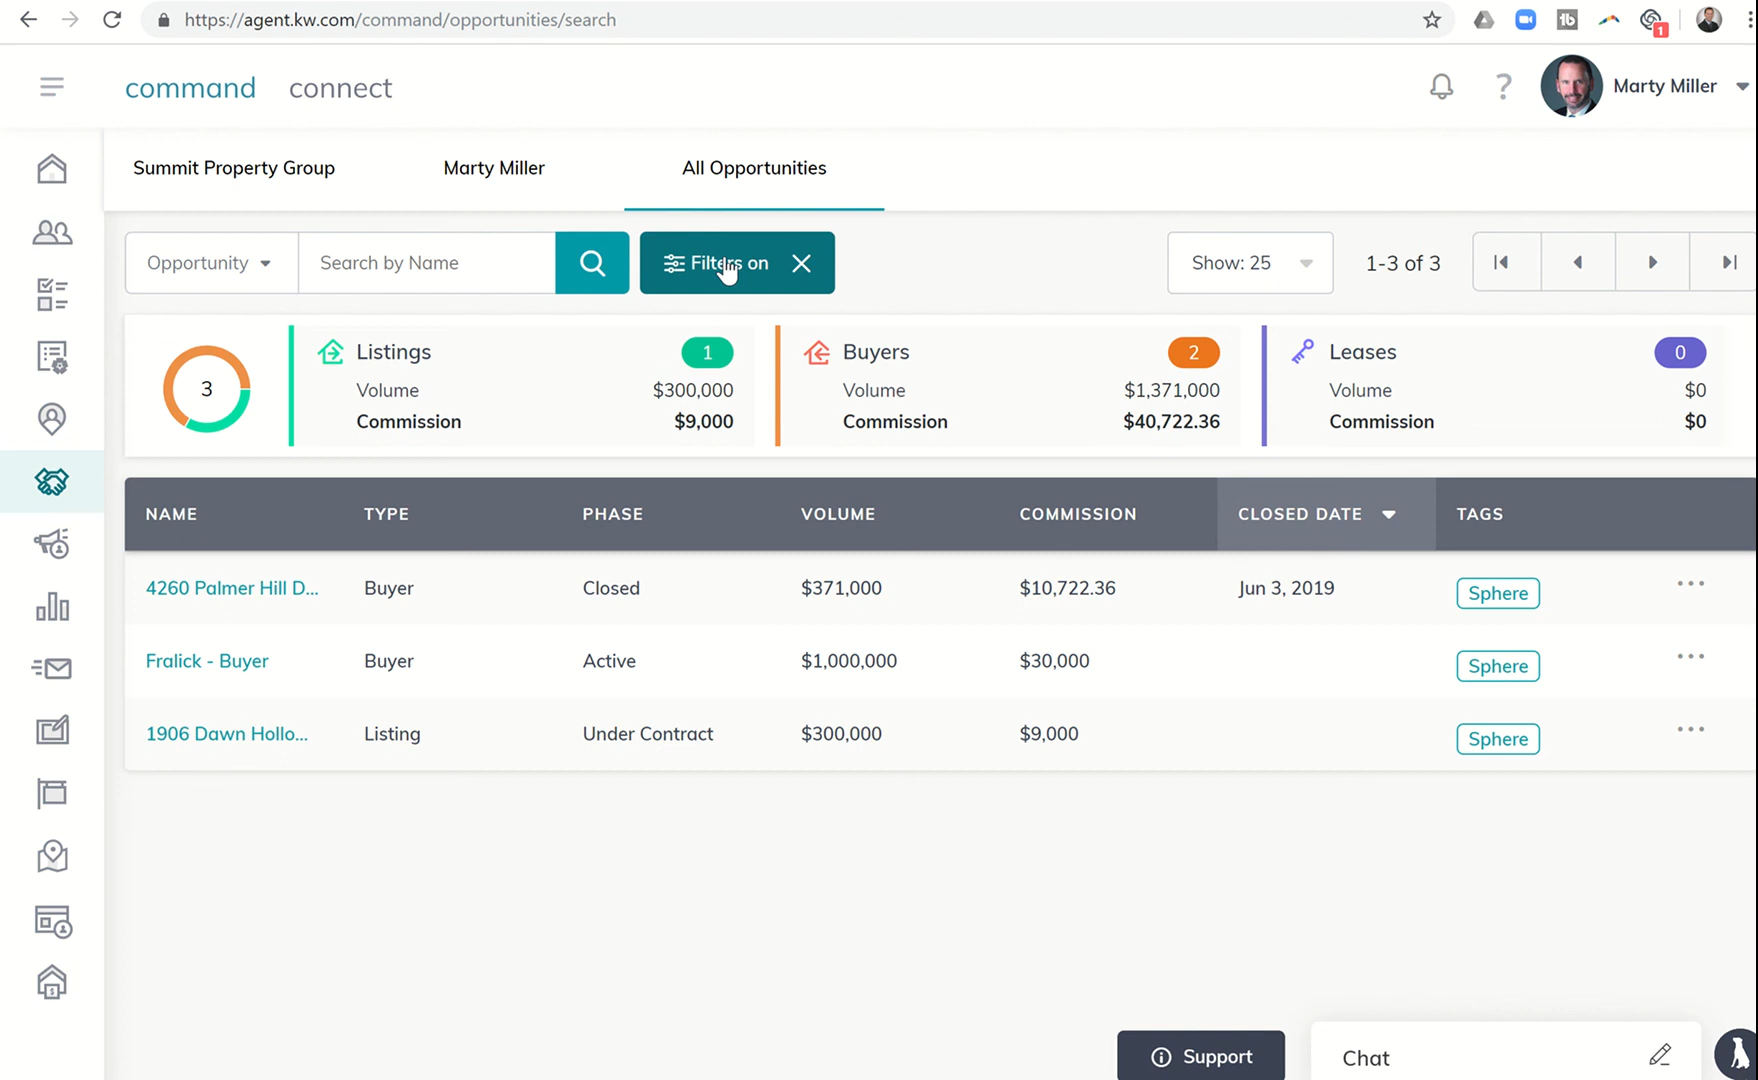 https://agent.kw.com/command/opportunities/search
1
command connect
? Marty Miller
Summit Property Group Marty Miller All Opportunities
Opportunity Search by Name Filters on Show: 25 1-3 of 3
3
Listings 1
Volume $300,000
Commission $9,000
Buyers 2
Volume $1,371,000
Commission $40,722.36
Leases 0
Volume $0
Commission $0
NAME TYPE PHASE VOLUME COMMISSION CLOSED DATE TAGS
4260 Palmer Hill D... Buyer Closed $371,000 $10,722.36 Jun 3, 2019 Sphere
Fralick - Buyer Buyer Active $1,000,000 $30,000 Sphere
1906 Dawn Hollo... Listing Under Contract $300,000 $9,000 Sphere
Support
Chat